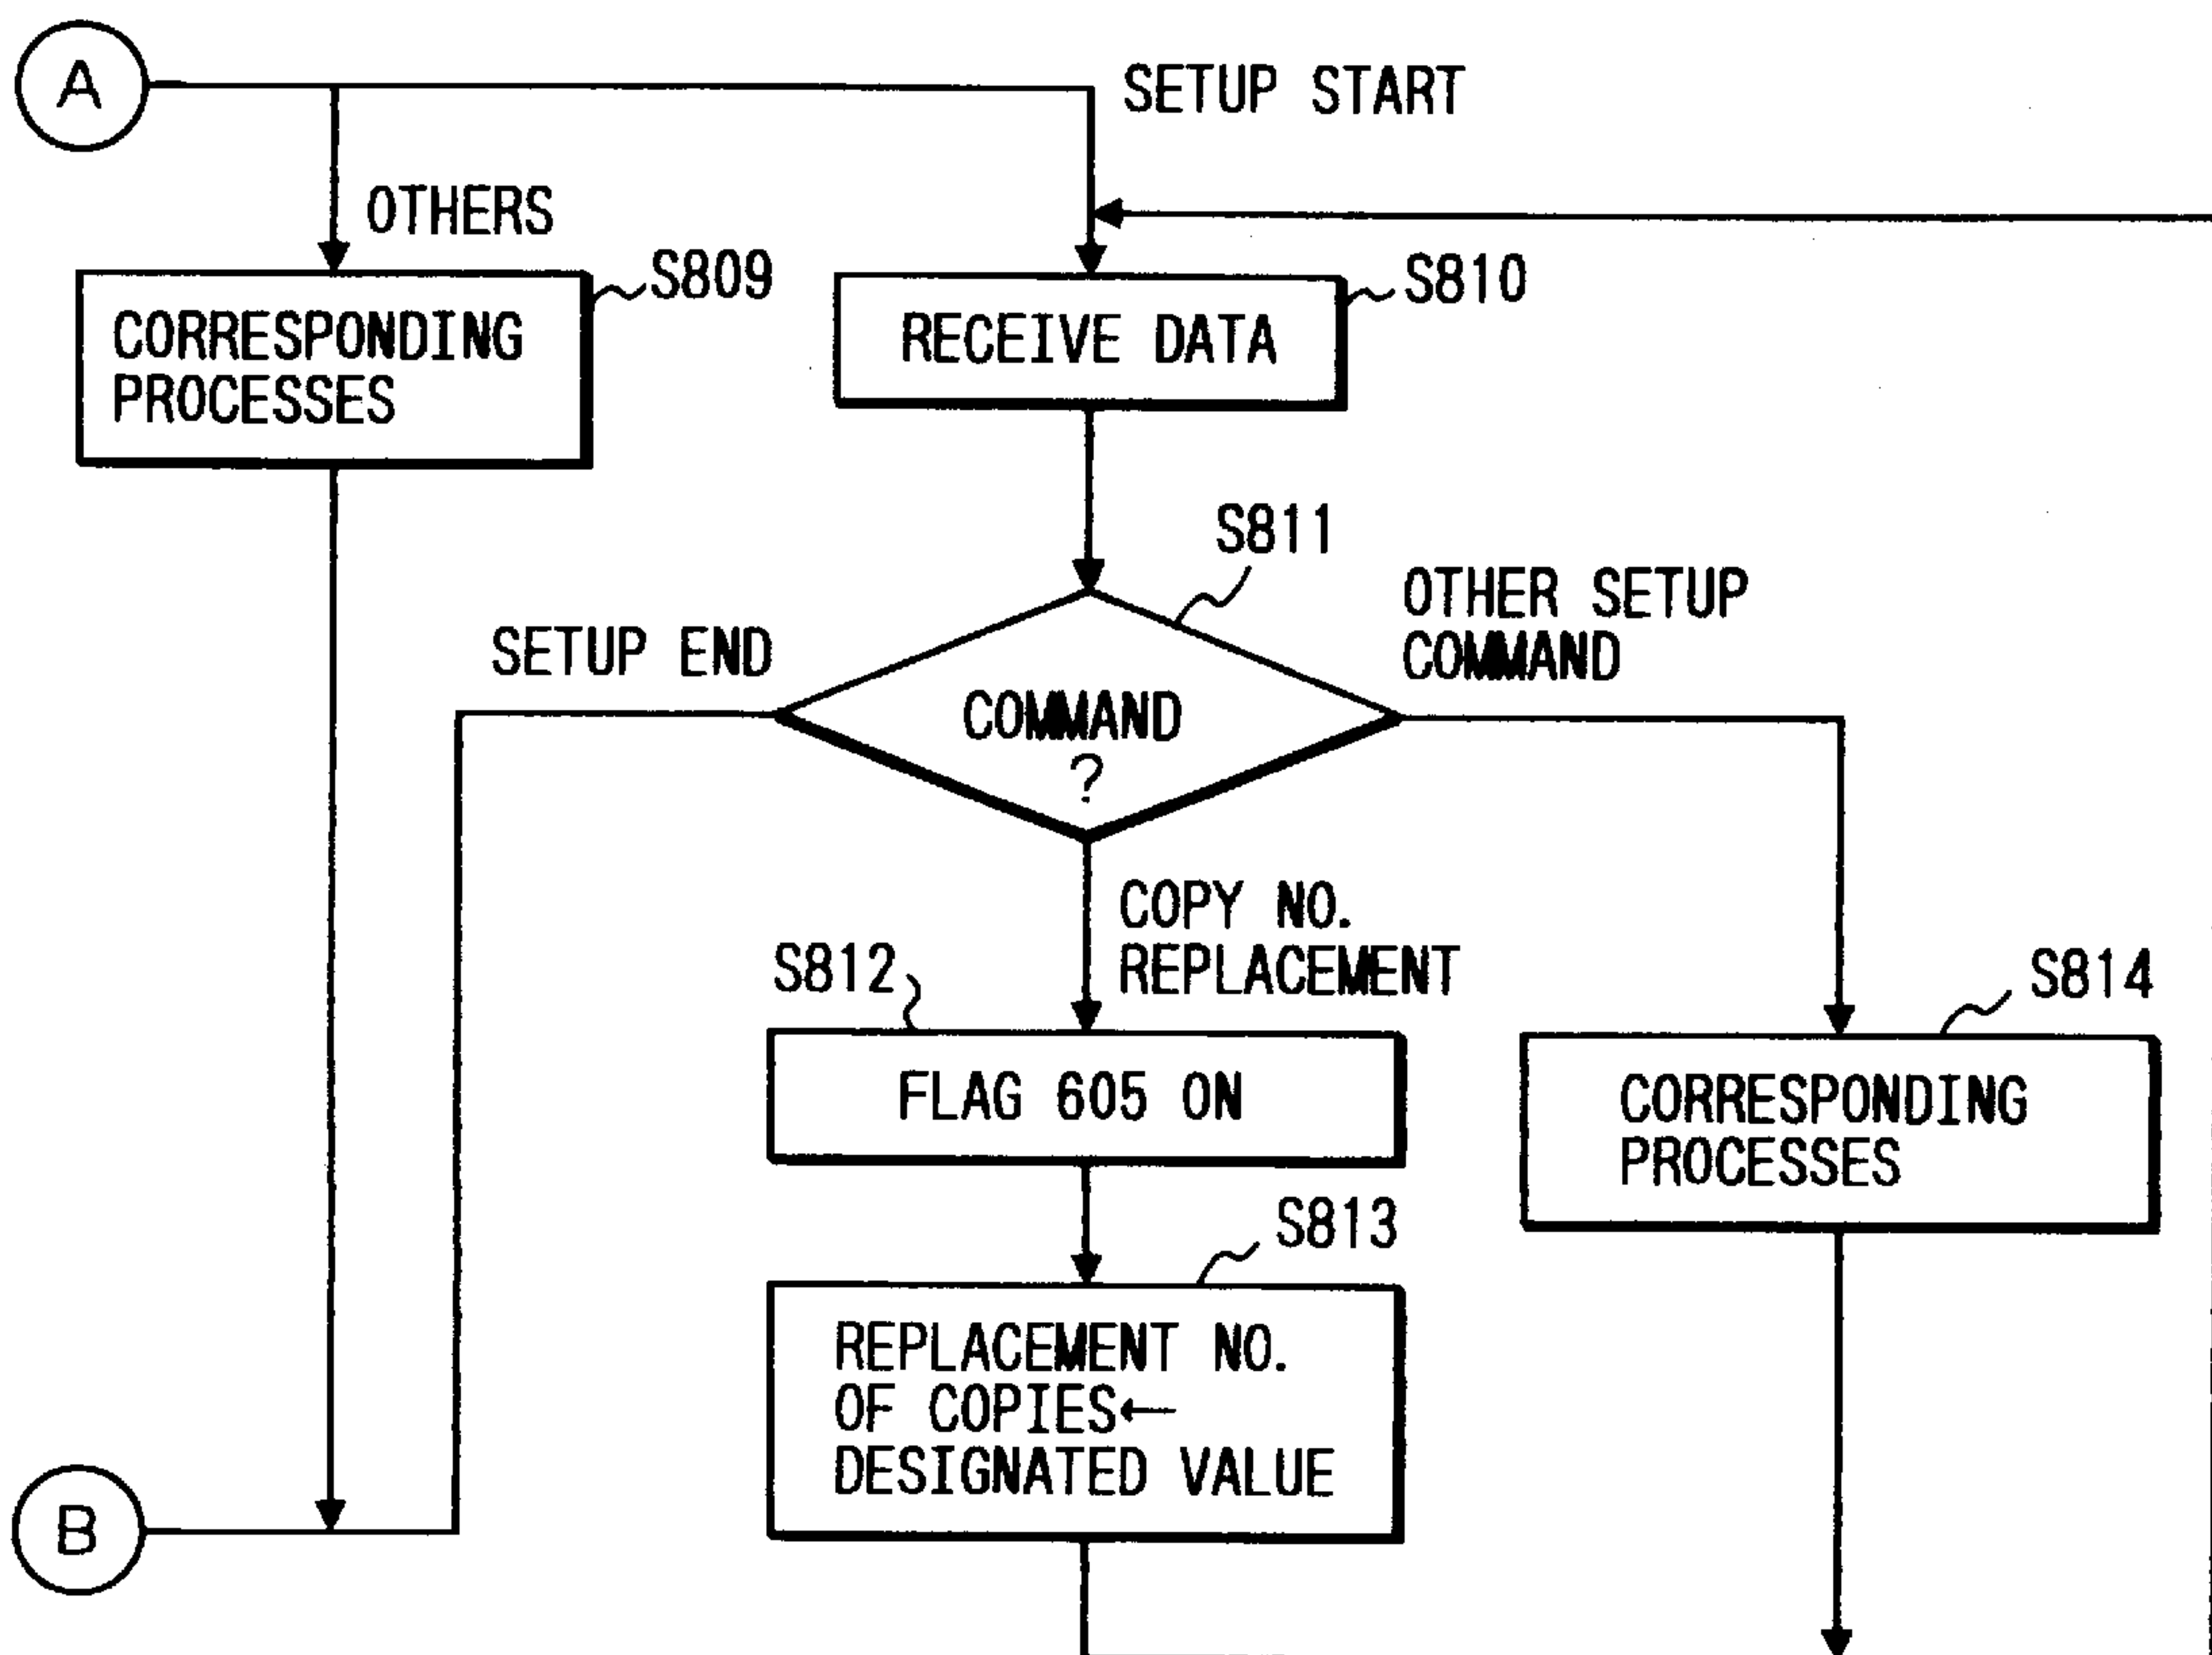 A
SETUP START
OTHERS
S809
S810
CORRESPONDING
PROCESSES
RECEIVE DATA
S811
OTHER SETUP
COMMAND
SETUP END
COMMAND
?
COPY NO.
REPLACEMENT
S812
S814
FLAG 605 ON
CORRESPONDING
PROCESSES
S813
REPLACEMENT NO.
OF COPIES←
DESIGNATED VALUE
B